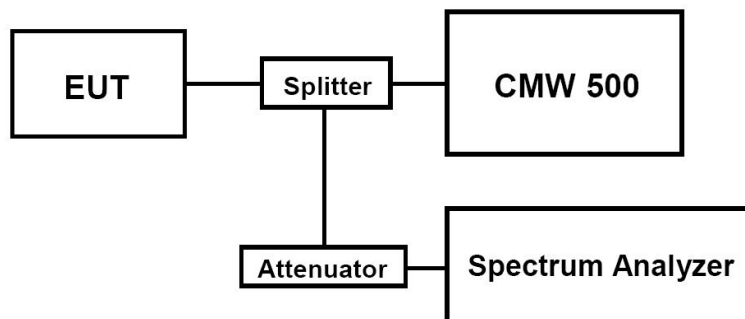 EUT
Splitter
CMW 500
Attenuator
Spectrum Analyzer